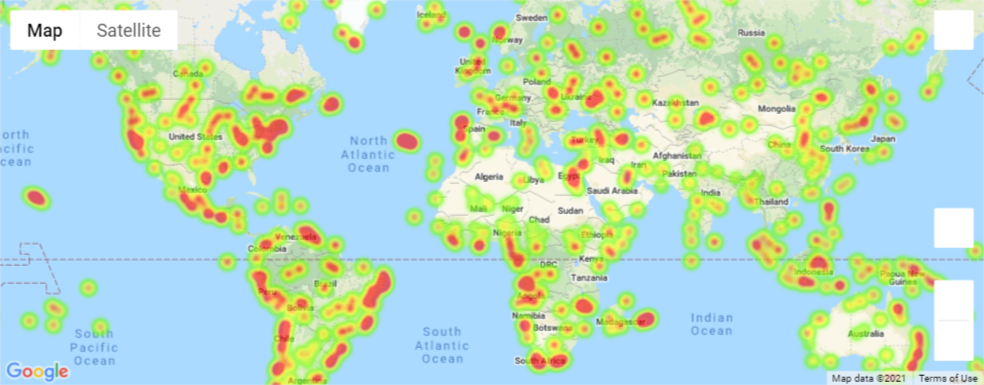 Map
Satellite
Iceland
Sweden
Norway
Russia
United
Kingdom
Canada
Poland
Germany
Ukraine
Kazakhstan
France
Mongolia
North
Atlantic
Ocean
Italy
Spain
United States
Turkey
China
Japan
South Korea
Iraq
Iran
Afghanistan
Pakistan
Algeria
Libya
Egypt
Saudi Arabia
India
Mexico
Mali
Niger
Sudan
Thailand
Chad
Nigeria
Ethiopia
Venezuela
Colombia
DRC
Kenya
Tanzania
Indonesia
Papua New
Guinea
Brazil
Peru
Angola
Bolivia
Namibia
Botswana
Madagascar
Indian
Ocean
Australia
South
Pacific
Ocean
South
Atlantic
Ocean
Chile
South Africa
Argentina
Google
Map data ©2021
Terms of Use